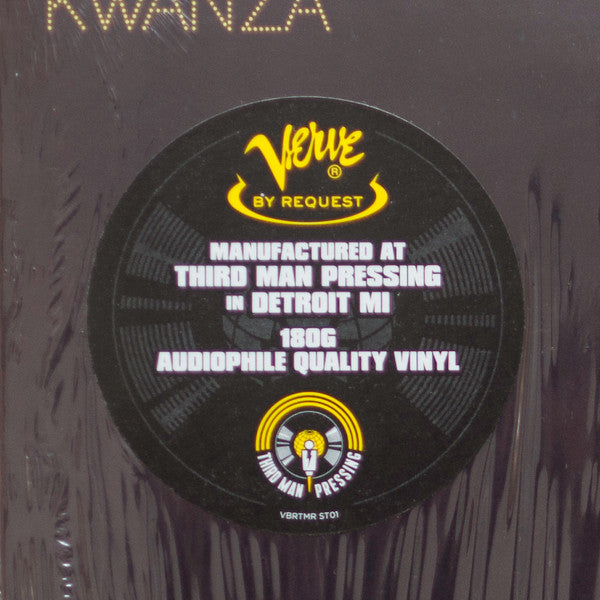 KWANZA
Verve®
BY REQUEST
MANUFACTURED AT
THIRD MAN PRESSING
IN DETROIT MI
180G
AUDIOPHILE QUALITY VINYL
THIRD MAN PRESSING
VBRTMR ST01